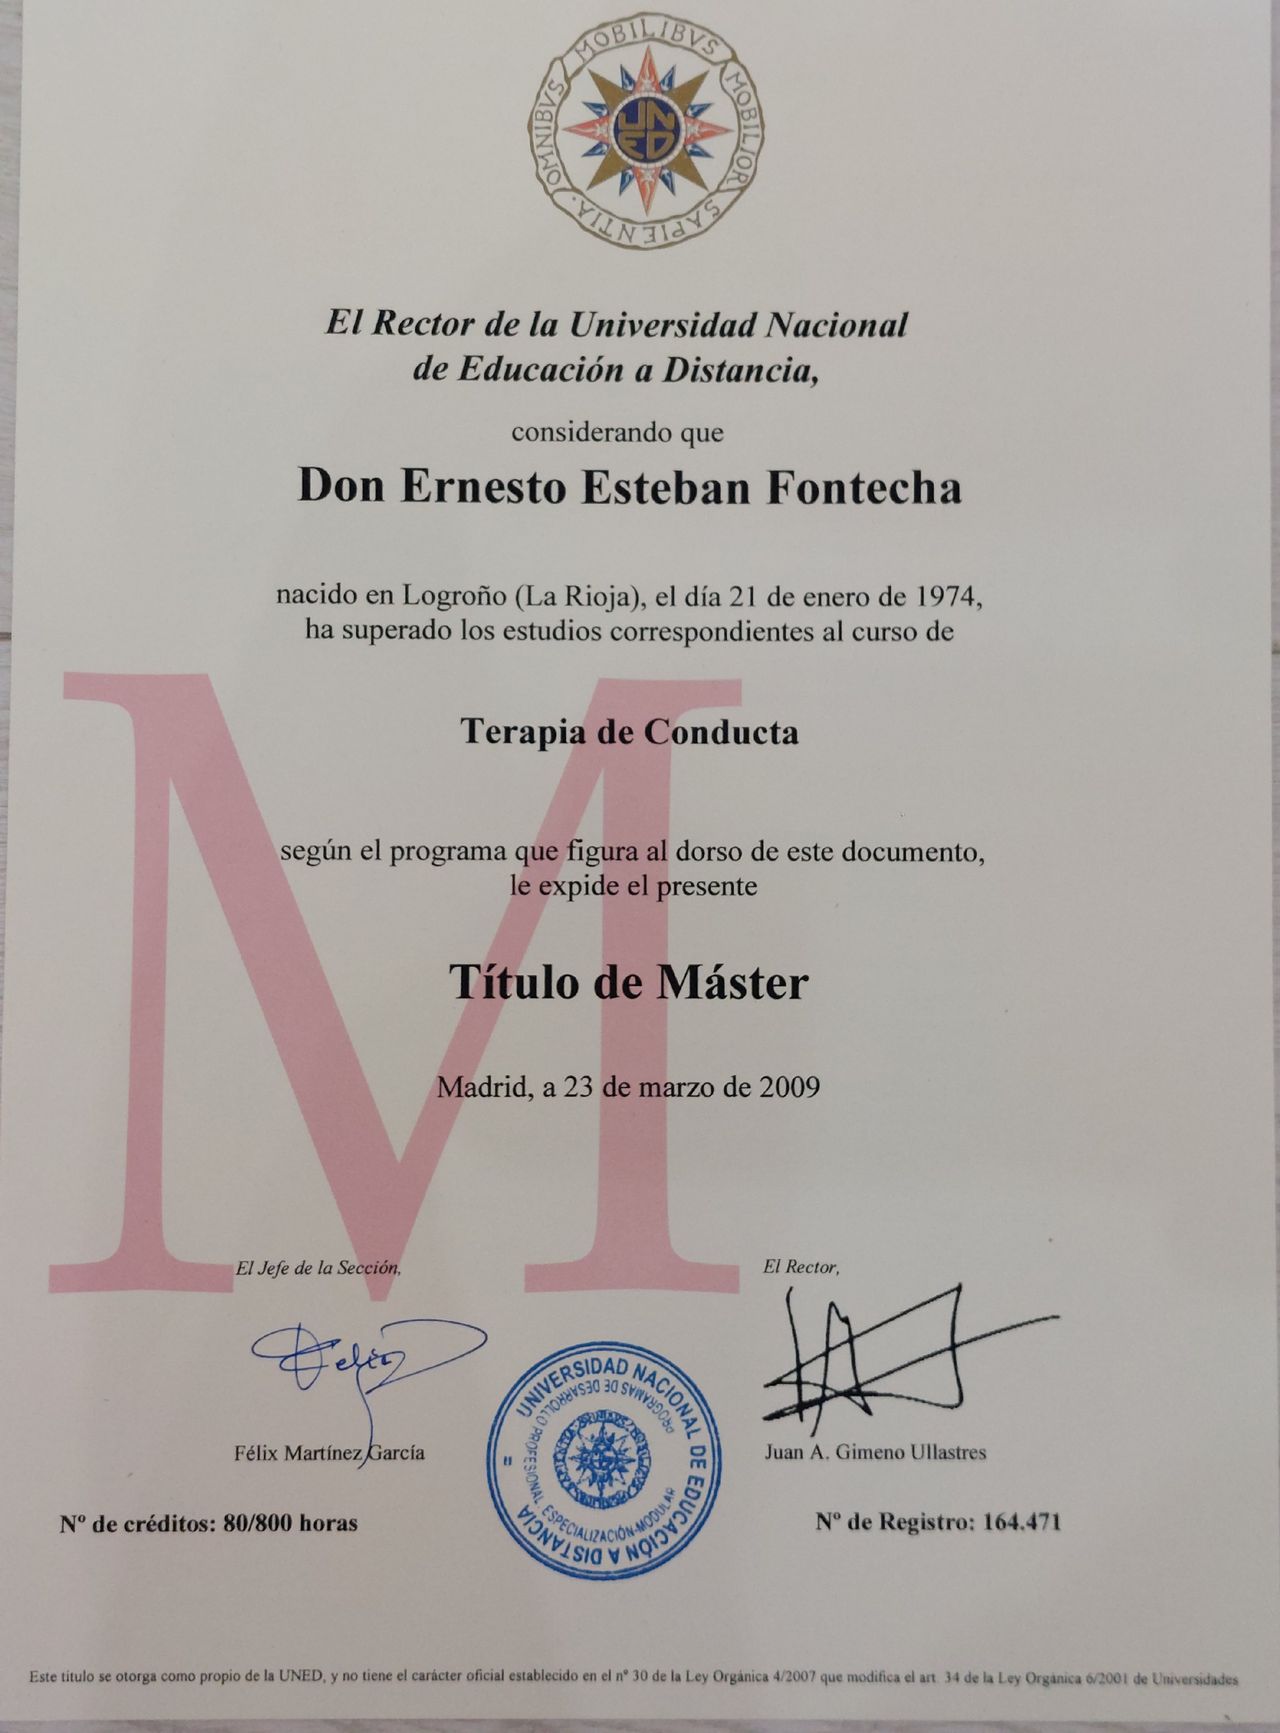 OMNIBVS MOBILIBVS MOBILIOR SAPIENTIA
UNED
El Rector de la Universidad Nacional
de Educación a Distancia,
considerando que
Don Ernesto Esteban Fontecha
nacido en Logroño (La Rioja), el día 21 de enero de 1974,
ha superado los estudios correspondientes al curso de
Terapia de Conducta
según el programa que figura al dorso de este documento,
le expide el presente
Título de Máster
Madrid, a 23 de marzo de 2009
M
El Jefe de la Sección,
El Rector,
Félix Martínez García
Juan A. Gimeno Ullastres
UNIVERSIDAD NACIONAL DE EDUCACIÓN A DISTANCIA
PROGRAMAS DE DESARROLLO PROFESIONAL. ESPECIALIZACIÓN-MODULAR
Nº de créditos: 80/800 horas
Nº de Registro: 164.471
Este título se otorga como propio de la UNED, y no tiene el carácter oficial establecido en el nº 30 de la Ley Orgánica 4/2007 que modifica el art. 34 de la Ley Orgánica 6/2001 de Universidades